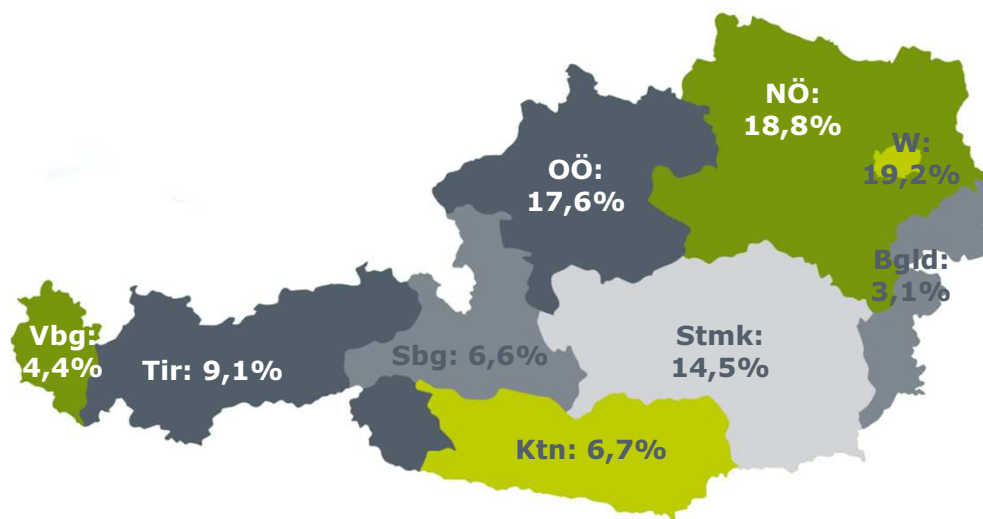 NÖ:
18,8%
W:
19,2%
OÖ:
17,6%
Bgld:
3,1%
Vbg:
4,4%
Tir: 9,1%
Sbg: 6,6%
Stmk:
14,5%
Ktn: 6,7%